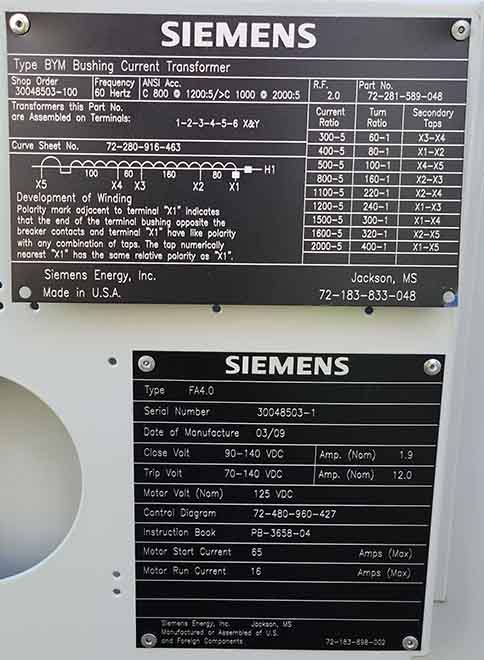 SIEMENS
Type BYM Bushing Current Transformer
Shop Order 30048503-100 Frequency 60 Hertz ANSI Acc. C 800 @ 1200:5/>C 1000 @ 2000:5 R.F. 2.0 Part No. 72-281-589-048
Transformers this Part No. are Assembled on Terminals: 1-2-3-4-5-6 X&Y
Curve Sheet No. 72-280-916-463
100 60 160 80 H1
X5 X4 X3 X2 X1
Development of Winding
Polarity mark adjacent to terminal "X1" indicates
that the end of the terminal bushing opposite the
breaker contacts and terminal "X1" have like polarity
with any combination of taps. The tap numerically
nearest "X1" has the same relative polarity as "X1".
Current Ratio Turn Ratio Secondary Taps
300-5 60-1 X3-X4
400-5 80-1 X1-X2
500-5 100-1 X4-X5
800-5 160-1 X2-X3
1100-5 220-1 X2-X4
1200-5 240-1 X1-X3
1500-5 300-1 X1-X4
1600-5 320-1 X2-X5
2000-5 400-1 X1-X5
Siemens Energy, Inc. Jackson, MS
Made in U.S.A. 72-183-833-048
SIEMENS
Type FA4.0
Serial Number 30048503-1
Date of Manufacture 03/09
Close Volt 90-140 VDC Amp. (Nom) 1.9
Trip Volt 70-140 VDC Amp. (Nom) 12.0
Motor Volt (Nom) 125 VDC
Control Diagram 72-480-960-427
Instruction Book PB-3658-04
Motor Start Current 65 Amps (Max)
Motor Run Current 16 Amps (Max)
Siemens Energy, Inc. Jackson, MS
Manufactured or Assembled of U.S.
and Foreign Components 72-183-898-002